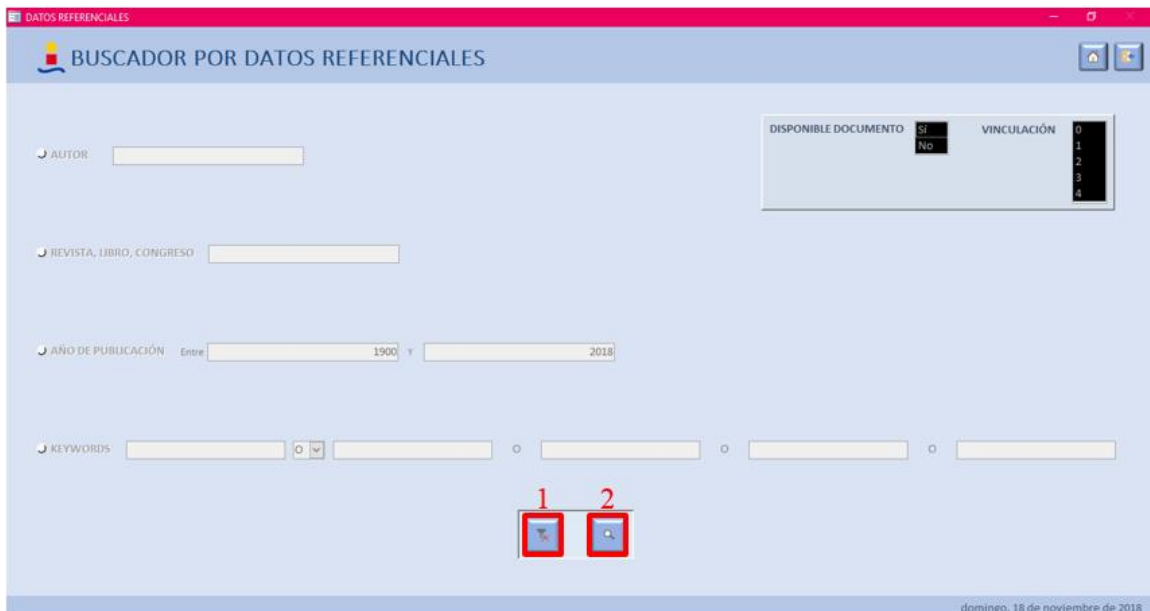 DATOS REFERENCIALES
BUSCADOR POR DATOS REFERENCIALES
DISPONIBLE DOCUMENTO Sí VINCULACIÓN 0
No 1
2
3
4
AUTOR
REVISTA, LIBRO, CONGRESO
AÑO DE PUBLICACIÓN Entre 1900 Y 2018
KEYWORDS O O O O
1 2
domingo, 18 de noviembre de 2018